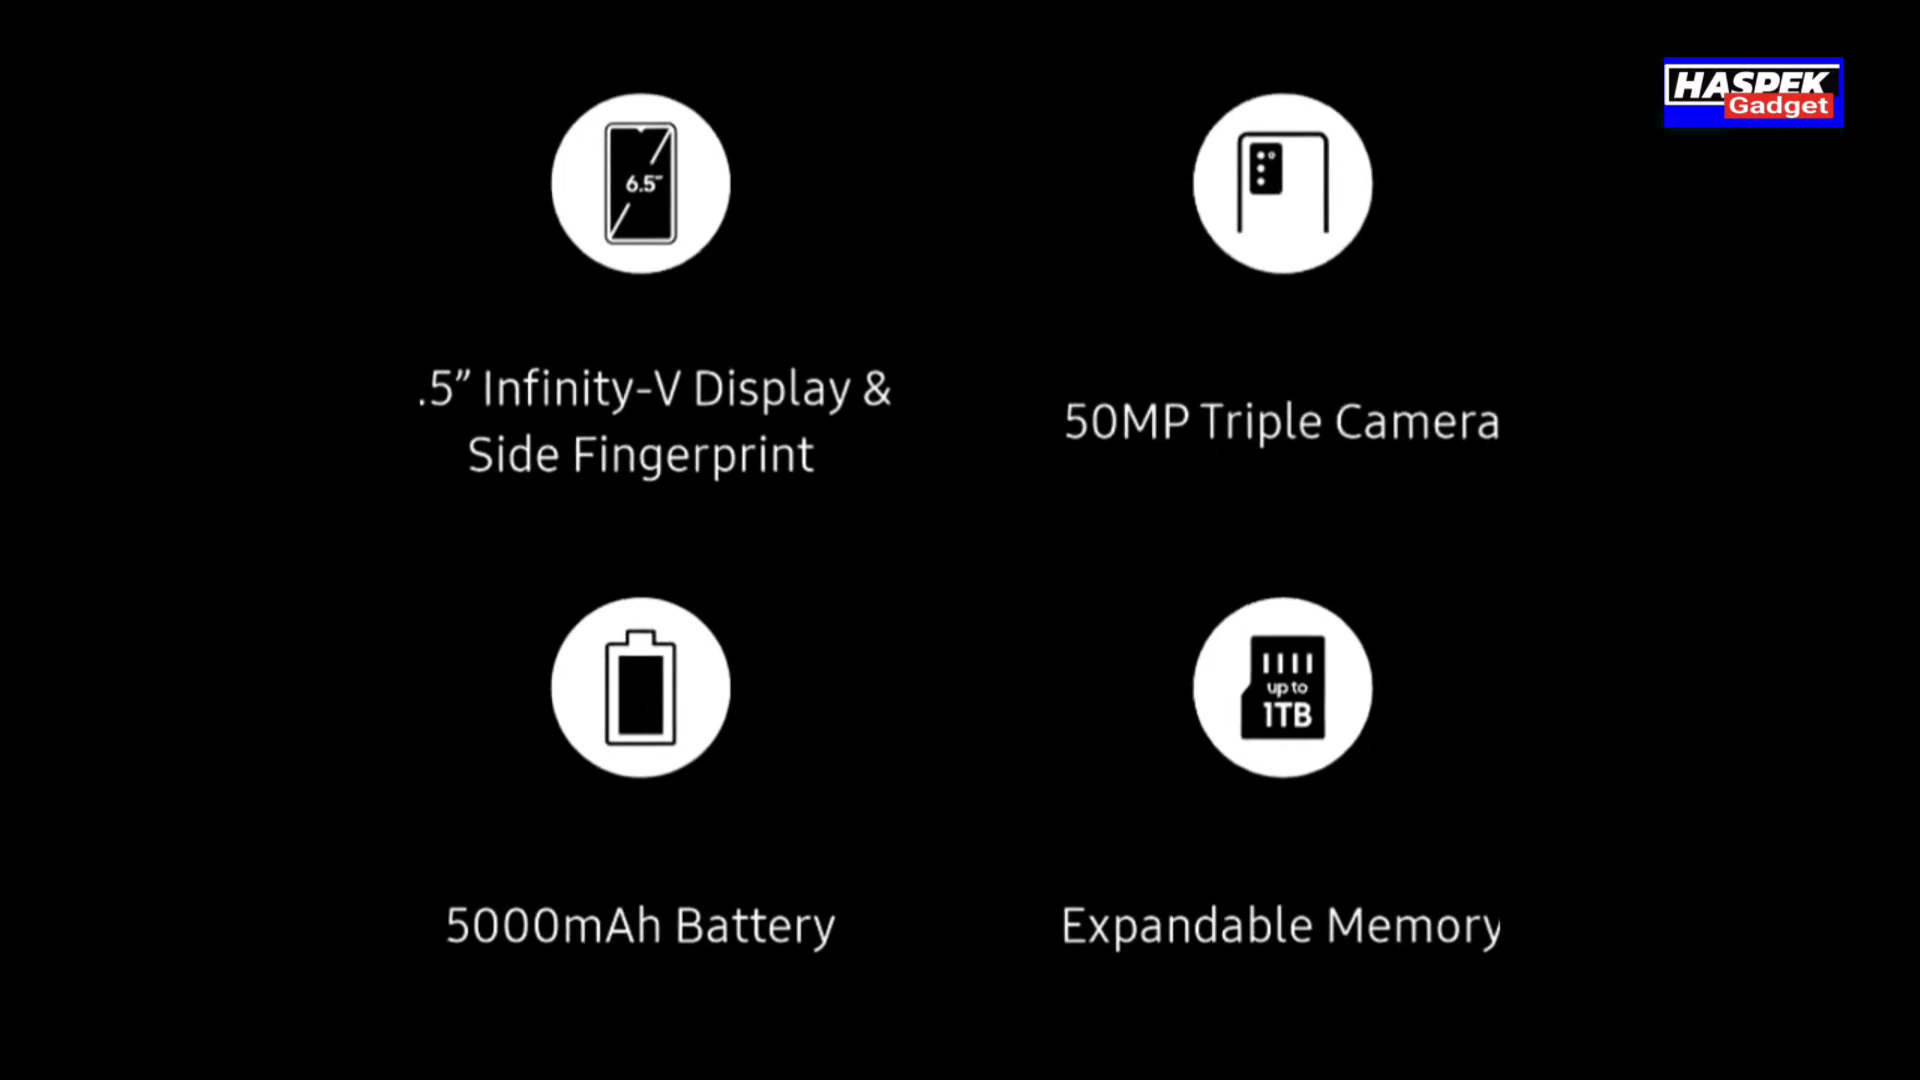 HASPEK
Gadget
6.5"
.5" Infinity-V Display &
Side Fingerprint
50MP Triple Camera
up to
1TB
5000mAh Battery
Expandable Memory